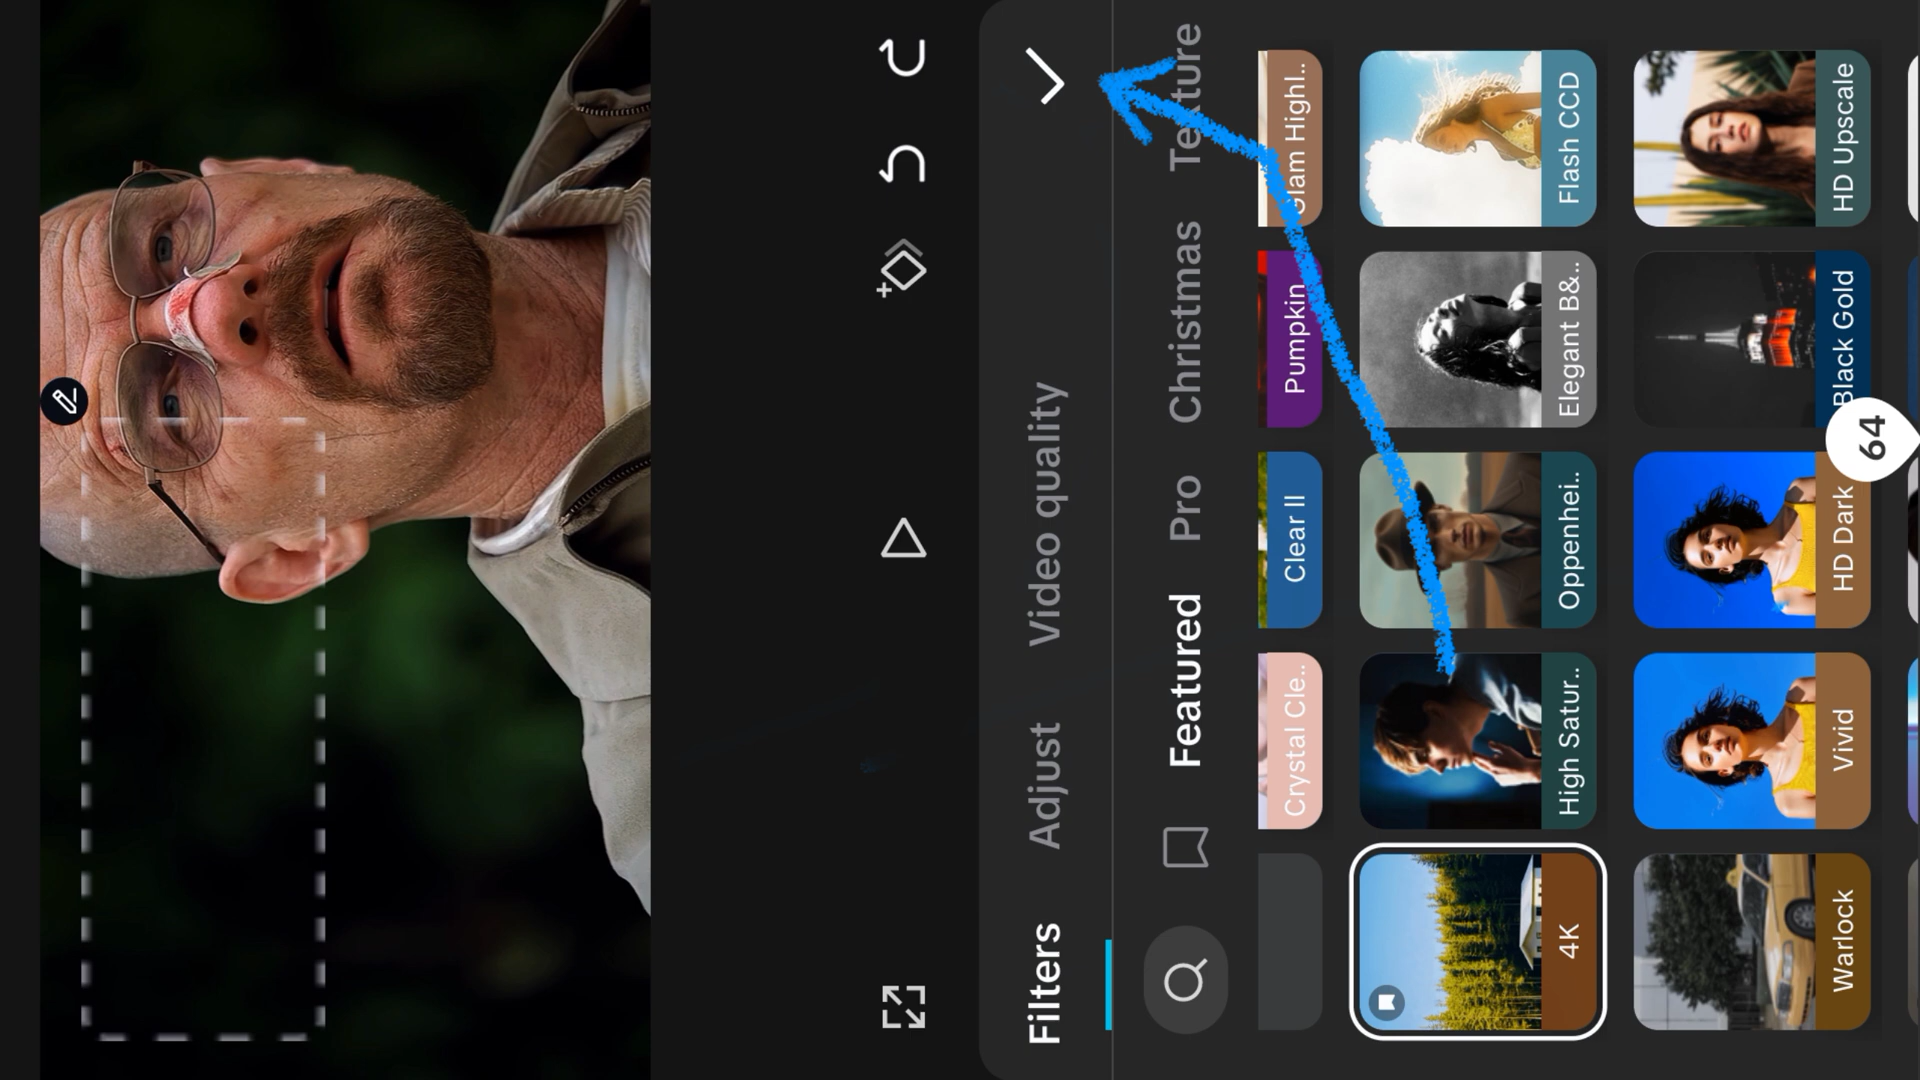 Filters Adjust Video quality
Featured Pro Christmas Texture
Crystal Cle.. Clear II Pumpkin Glam Highl..
4K High Satur.. Oppenhei.. Elegant B&.. Flash CCD
Warlock Vivid HD Dark Black Gold HD Upscale
64